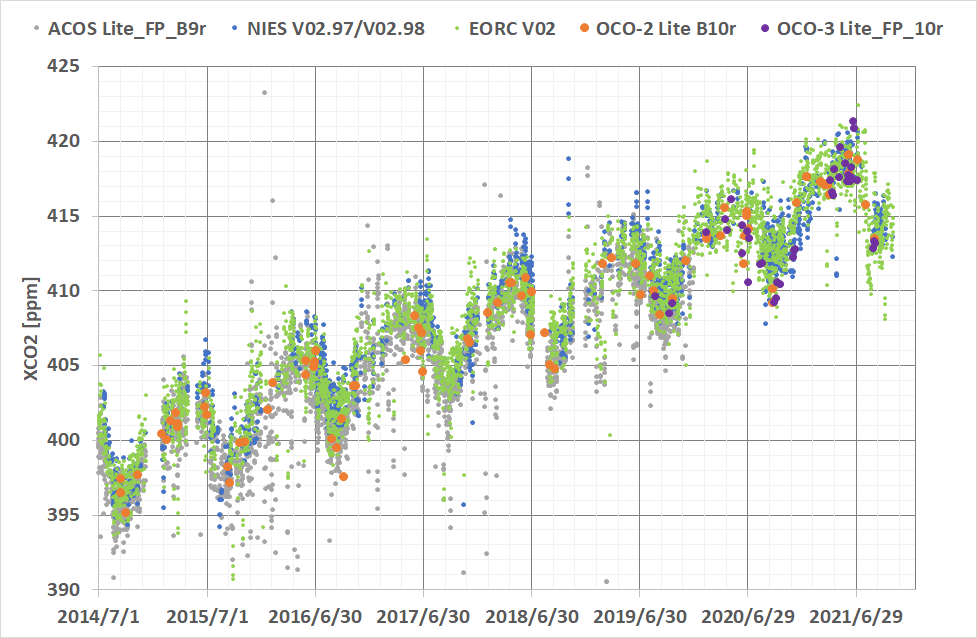 ACOS Lite_FP_B9r NIES V02.97/V02.98 EORC V02 OCO-2 Lite B10r OCO-3 Lite_FP_10r
425
420
415
410
405
400
395
390
XCO2 [ppm]
2014/7/1 2015/7/1 2016/6/30 2017/6/30 2018/6/30 2019/6/30 2020/6/29 2021/6/29